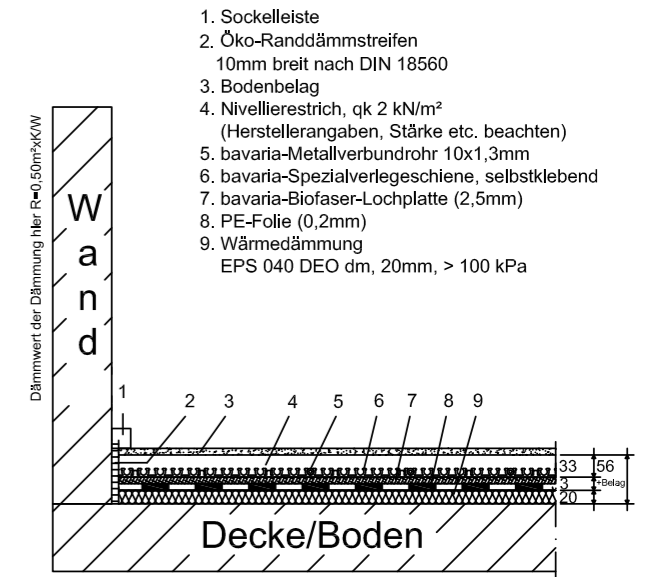 1. Sockelleiste
2. Öko-Randdämmstreifen
10mm breit nach DIN 18560
3. Bodenbelag
4. Nivellierestrich, qk 2 kN/m²
(Herstellerangaben, Stärke etc. beachten)
5. bavaria-Metallverbundrohr 10x1,3mm
6. bavaria-Spezialverlegeschiene, selbstklebend
7. bavaria-Biofaser-Lochplatte (2,5mm)
8. PE-Folie (0,2mm)
9. Wärmedämmung
EPS 040 DEO dm, 20mm, > 100 kPa
Dämmwert der Dämmung hier R=0,50m²xK/W
Wand
1
2 3 4 5 6 7 8 9
33 56
3 +Belag
20
Decke/Boden